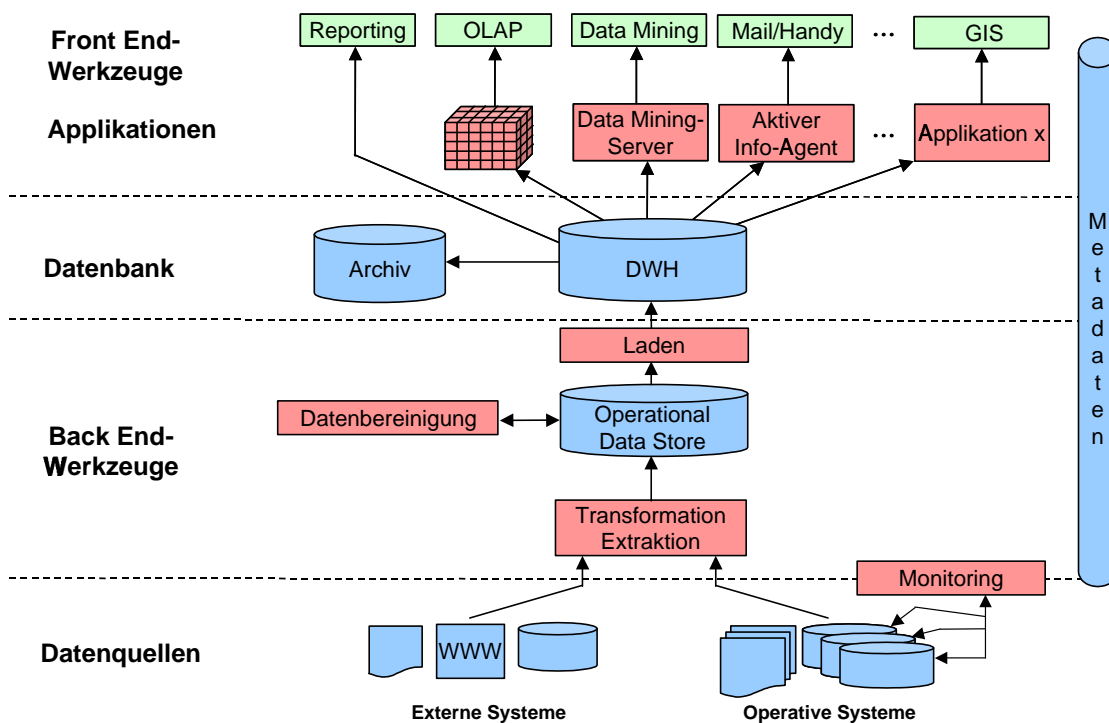 Front End-
Werkzeuge
Reporting
OLAP
Data Mining
Mail/Handy
...
GIS
Applikationen
Data Mining-
Server
Aktiver
Info-Agent
...
Applikation x
Datenbank
Archiv
DWH
Laden
Back End-
Werkzeuge
Datenbereinigung
Operational
Data Store
Transformation
Extraktion
Monitoring
Datenquellen
WWW
Externe Systeme
Operative Systeme
Metadaten